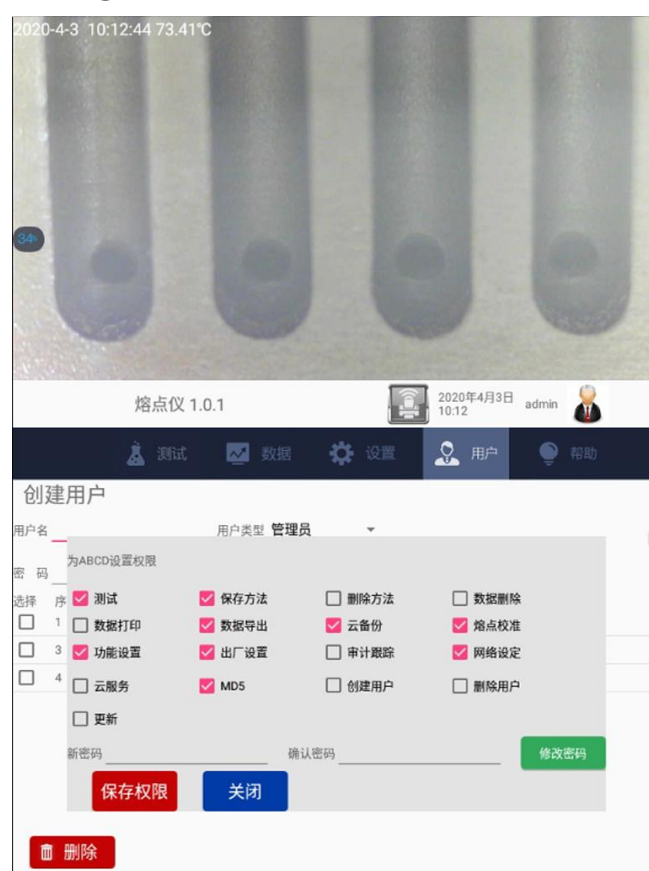 2020-4-3 10:12:44 73.41℃
34%
熔点仪 1.0.1
2020年4月3日
10:12
admin
测试 数据 设置 用户 帮助
创建用户
用户名 用户类型 管理员
密 码
为ABCD设置权限
选择 序
测试 保存方法 删除方法 数据删除
1 数据打印 数据导出 云备份 熔点校准
3 功能设置 出厂设置 审计跟踪 网络设定
4 云服务 MD5 创建用户 删除用户
更新
新密码 确认密码 修改密码
保存权限 关闭
删除